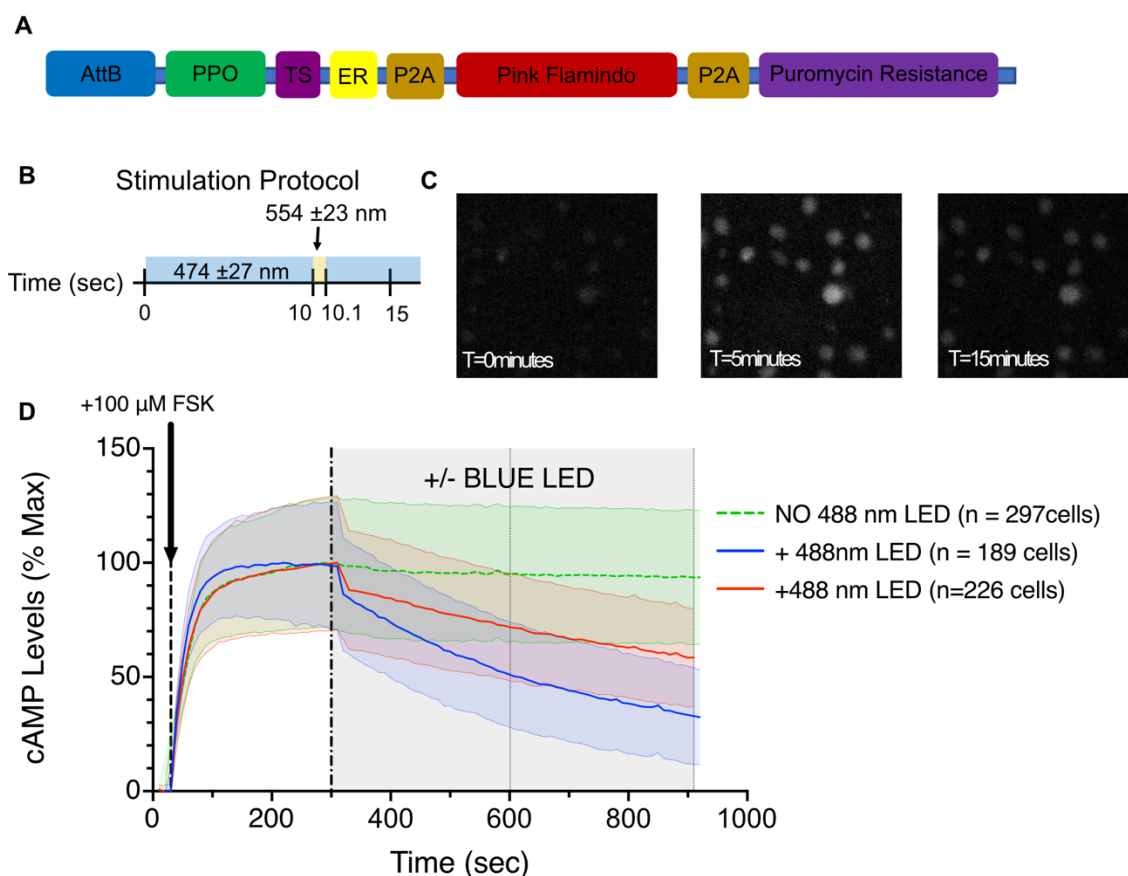 A
AttB PPO TS ER P2A Pink Flamindo P2A Puromycin Resistance
B
Stimulation Protocol
554 ±23 nm
474 ±27 nm
Time (sec)
0 10 10.1 15
C
T=0minutes T=5minutes T=15minutes
D
+100 µM FSK
+/- BLUE LED
cAMP Levels (% Max)
150
100
50
0
0 200 400 600 800 1000
Time (sec)
NO 488 nm LED (n = 297cells)
+ 488nm LED (n = 189 cells)
+488 nm LED (n=226 cells)